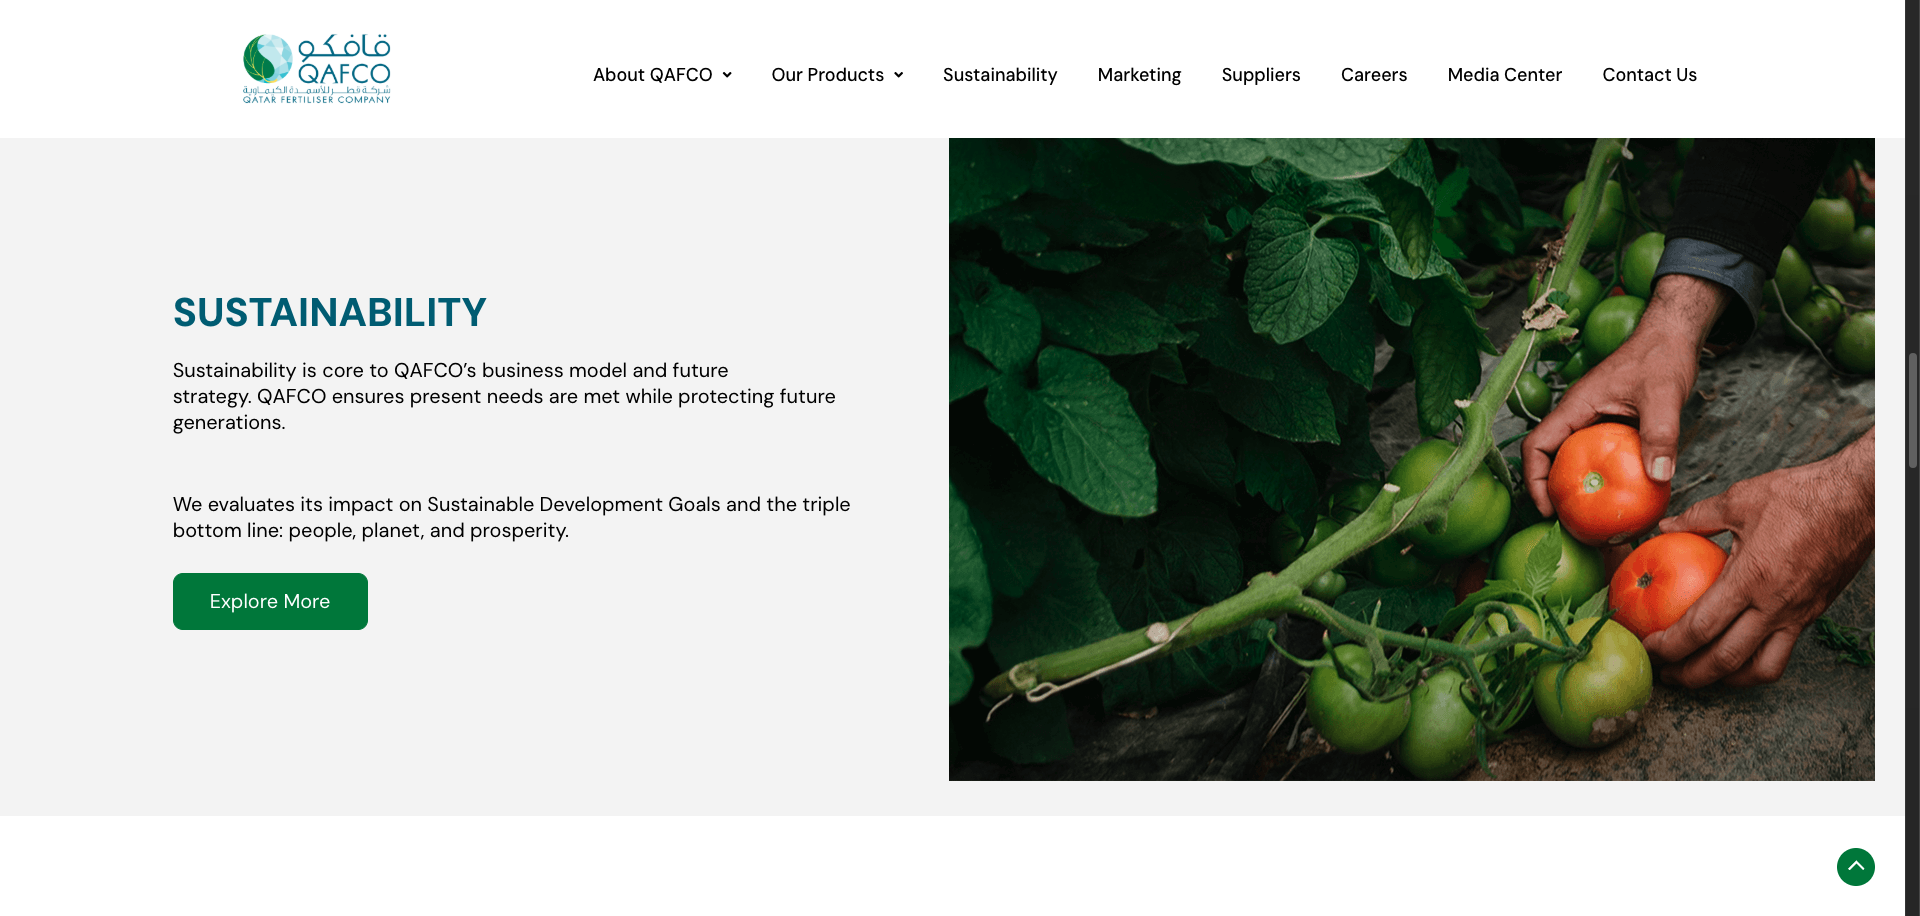 قافكو
QAFCO
شركة قطر للأسمدة الكيماوية
QATAR FERTILISER COMPANY
About QAFCO
Our Products
Sustainability
Marketing
Suppliers
Careers
Media Center
Contact Us
SUSTAINABILITY
Sustainability is core to QAFCO’s business model and future
strategy. QAFCO ensures present needs are met while protecting future
generations.
We evaluates its impact on Sustainable Development Goals and the triple
bottom line: people, planet, and prosperity.
Explore More